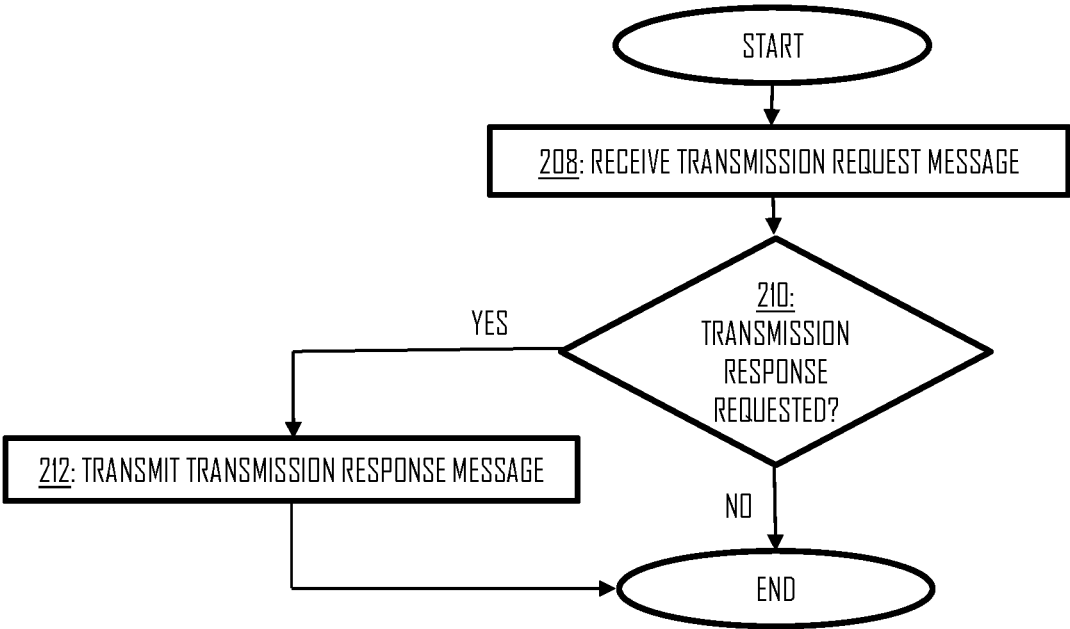 START
208: RECEIVE TRANSMISSION REQUEST MESSAGE
210:
TRANSMISSION
RESPONSE
REQUESTED?
YES
212: TRANSMIT TRANSMISSION RESPONSE MESSAGE
NO
END